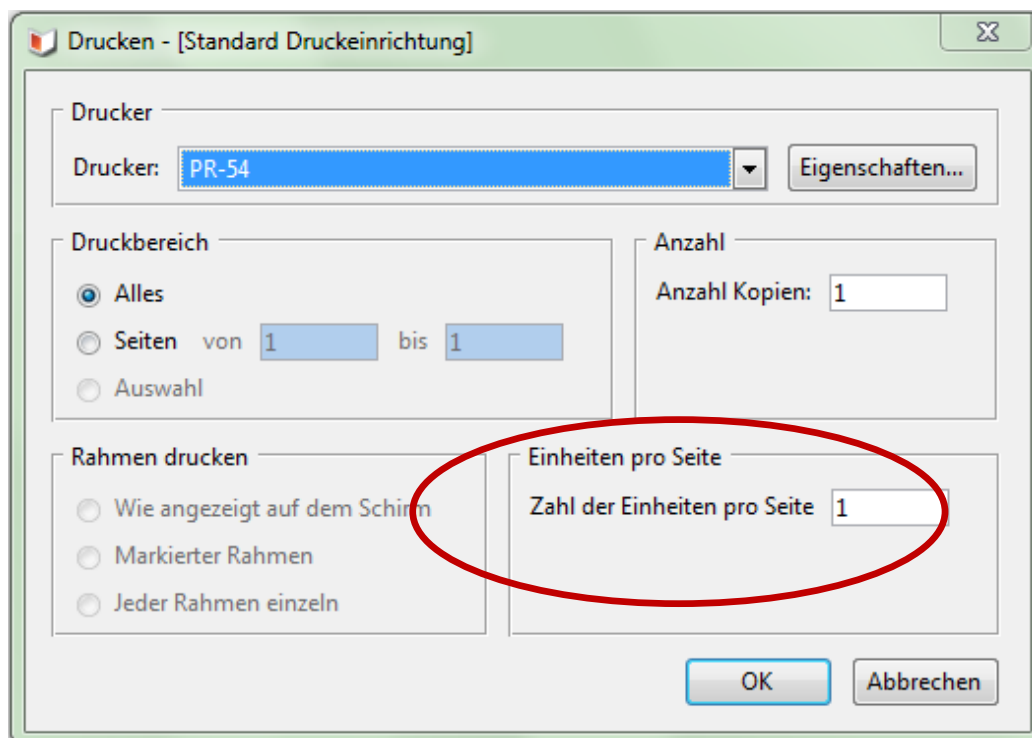 Drucken - [Standard Druckeinrichtung]
Drucker
Drucker: PR-54 Eigenschaften...
Druckbereich
Alles
Seiten von 1 bis 1
Auswahl
Anzahl
Anzahl Kopien: 1
Rahmen drucken
Wie angezeigt auf dem Schirm
Markierter Rahmen
Jeder Rahmen einzeln
Einheiten pro Seite
Zahl der Einheiten pro Seite 1
OK Abbrechen